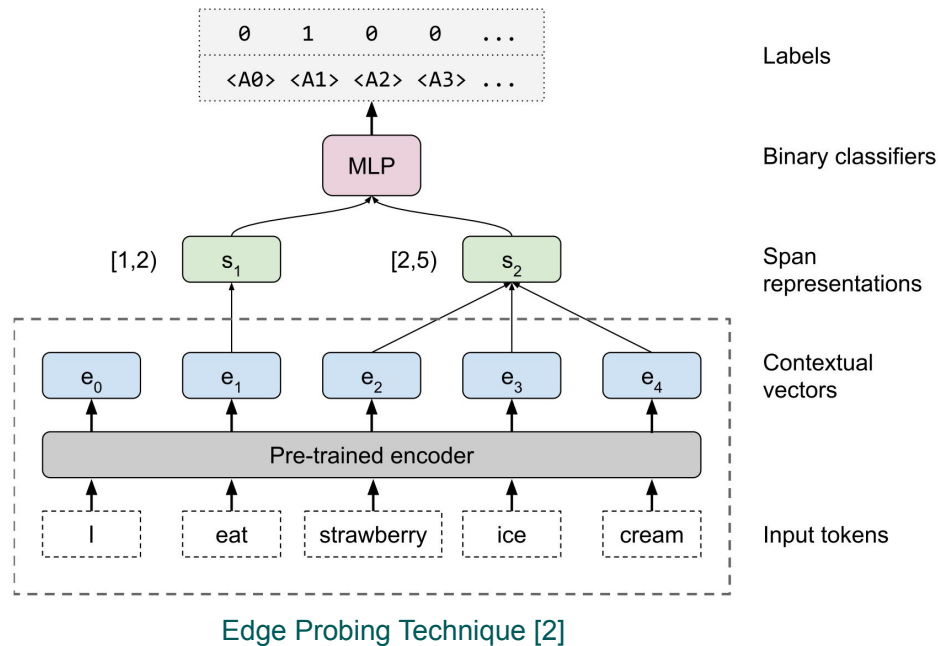 0 1 0 0 ...
<A0> <A1> <A2> <A3> ...
Labels
MLP
Binary classifiers
[1,2)
s1
[2,5)
s2
Span
representations
e0
e1
e2
e3
e4
Contextual
vectors
Pre-trained encoder
I
eat
strawberry
ice
cream
Input tokens
Edge Probing Technique [2]